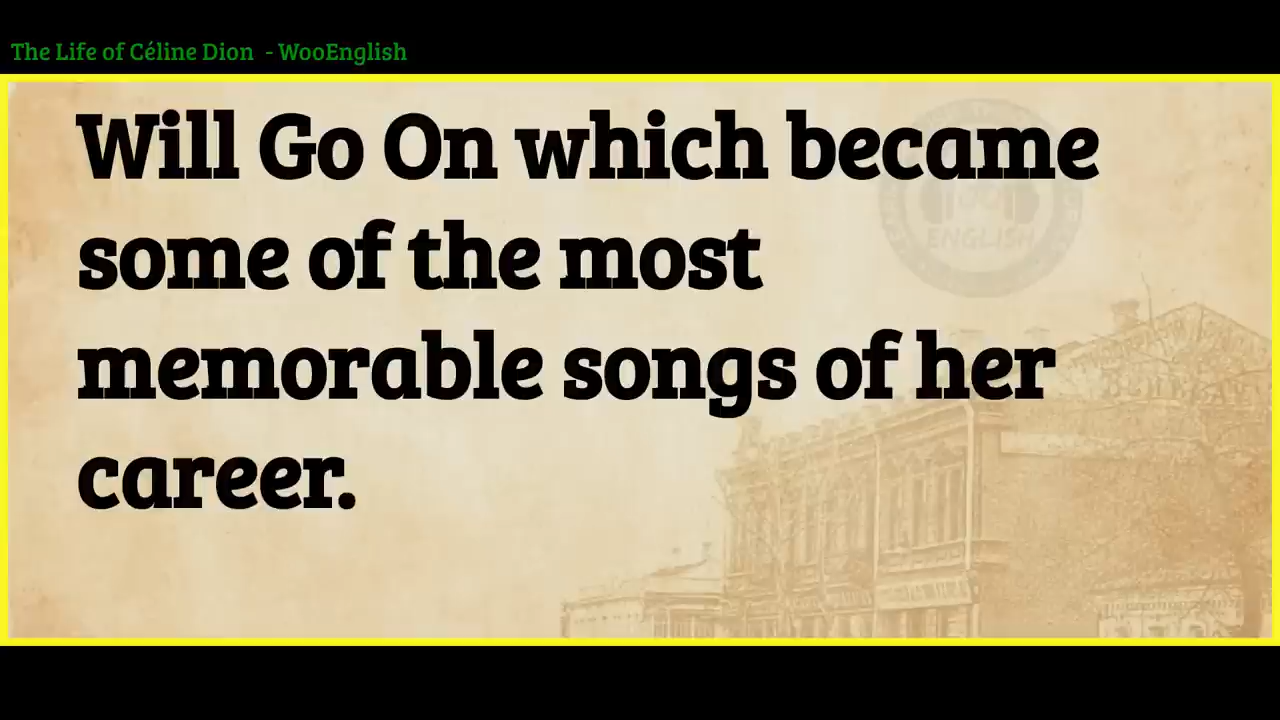 The Life of Céline Dion - WooEnglish
Will Go On which became
some of the most
memorable songs of her
career.
ENGLISH